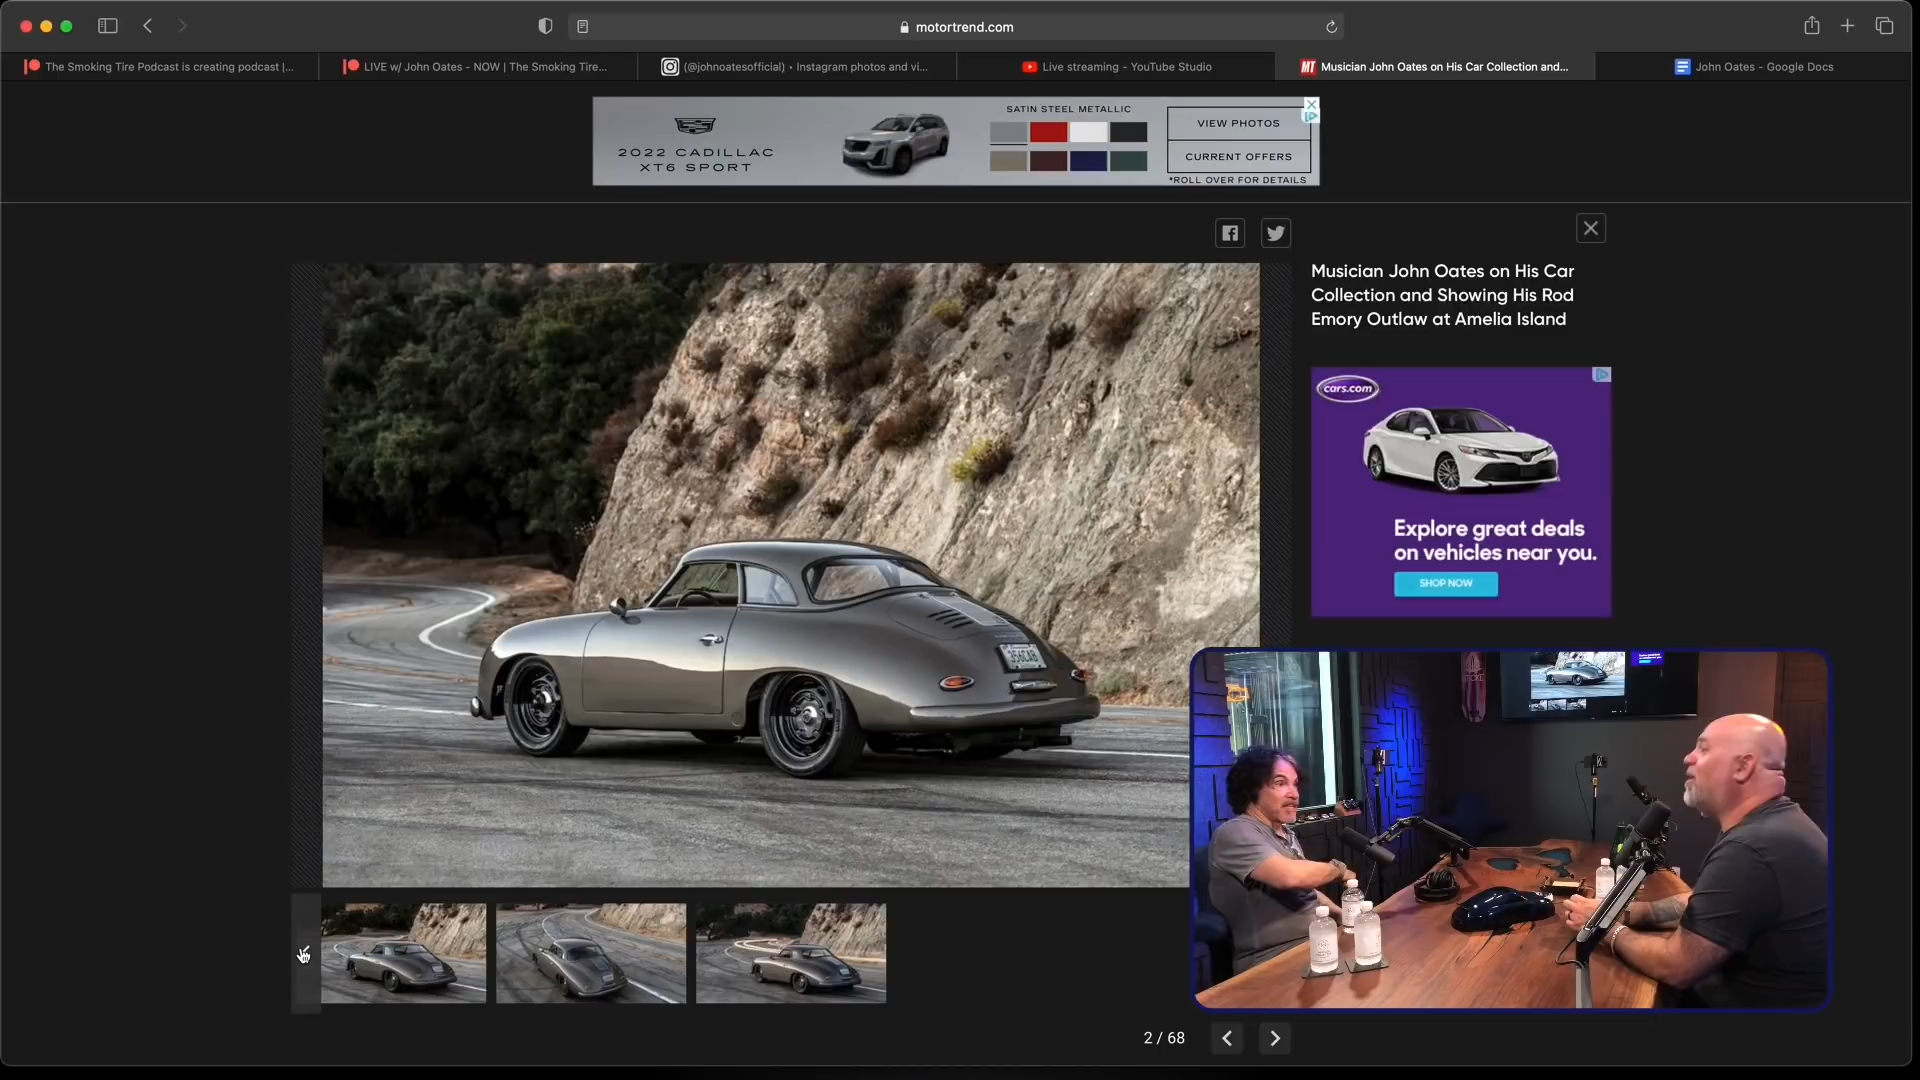 motortrend.com
The Smoking Tire Podcast is creating podcast |...
LIVE w/ John Oates - NOW | The Smoking Tire...
(@johnoatesofficial) • Instagram photos and vi...
Live streaming - YouTube Studio
MT Musician John Oates on His Car Collection and...
John Oates - Google Docs
2022 CADILLAC
XT6 SPORT
SATIN STEEL METALLIC
VIEW PHOTOS
CURRENT OFFERS
*ROLL OVER FOR DETAILS
Musician John Oates on His Car
Collection and Showing His Rod
Emory Outlaw at Amelia Island
cars.com
Explore great deals
on vehicles near you.
SHOP NOW
356CAB
2 / 68